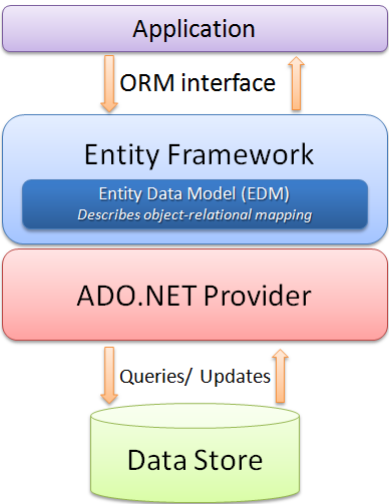 Application
ORM interface
Entity Framework
Entity Data Model (EDM)
Describes object-relational mapping
ADO.NET Provider
Queries/ Updates
Data Store